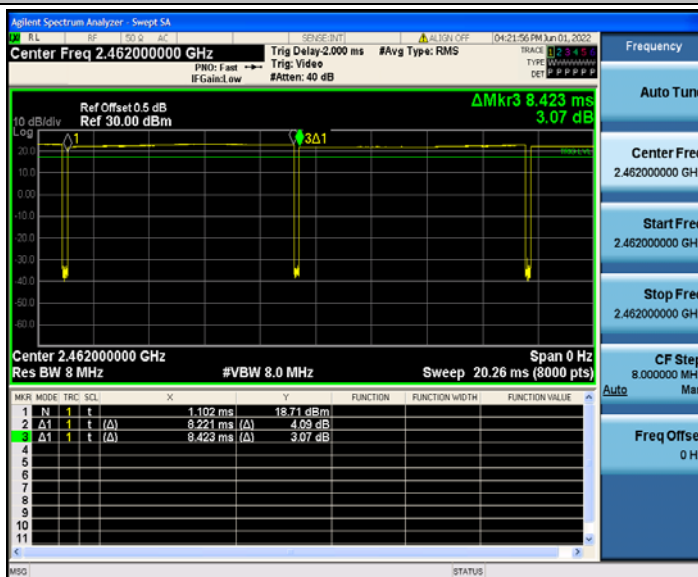 Agilent Spectrum Analyzer - Swept SA
RL RF 50 Ω AC SENSE:INT ALIGN OFF 04:21:56 PM Jun 01, 2022
Center Freq 2.462000000 GHz Trig Delay-2.000 ms #Avg Type: RMS TRACE 1 2 3 4 5 6
PNO: Fast Trig: Video TYPE W
IFGain:Low #Atten: 40 dB DET P P P P P P
Frequency
ΔMkr3 8.423 ms
3.07 dB
Ref Offset 0.5 dB
10 dB/div Ref 30.00 dBm
Log
1
3Δ1
20.0
10.0
0.00
-10.0
-20.0
-30.0
-40.0
-50.0
-60.0
Center 2.462000000 GHz Span 0 Hz
Res BW 8 MHz #VBW 8.0 MHz Sweep 20.26 ms (8000 pts)
MKR MODE TRC SCL X Y FUNCTION FUNCTION WIDTH FUNCTION VALUE
1 N 1 t 1.102 ms 18.71 dBm
2 Δ1 1 t (Δ) 8.221 ms (Δ) 4.09 dB
3 Δ1 1 t (Δ) 8.423 ms (Δ) 3.07 dB
4
5
6
7
8
9
10
11
MSG STATUS
Auto Tun
Center Fre
2.462000000 GH
Start Fre
2.462000000 GH
Stop Fre
2.462000000 GH
CF Step
8.000000 MH
Auto Ma
Freq Offse
0 H